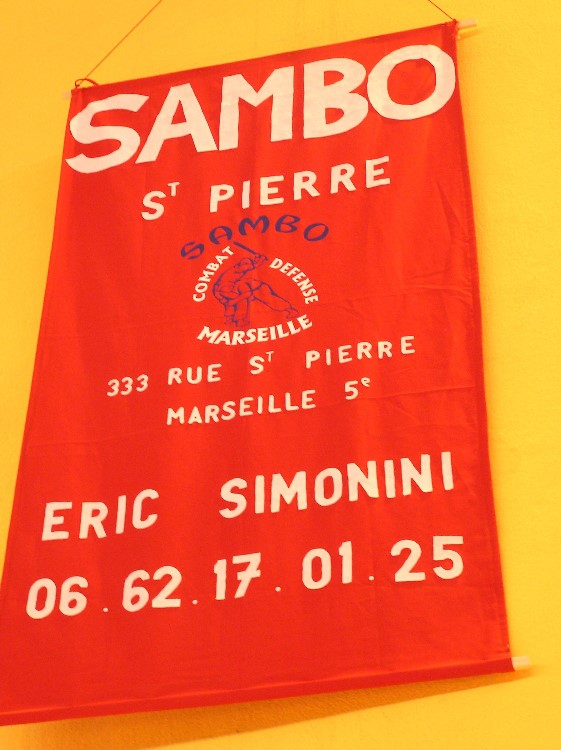 SAMBO
ST PIERRE
SAMBO
COMBAT DEFENSE
MARSEILLE
333 RUE ST PIERRE
MARSEILLE 5e
ERIC SIMONINI
06.62.17.01.25